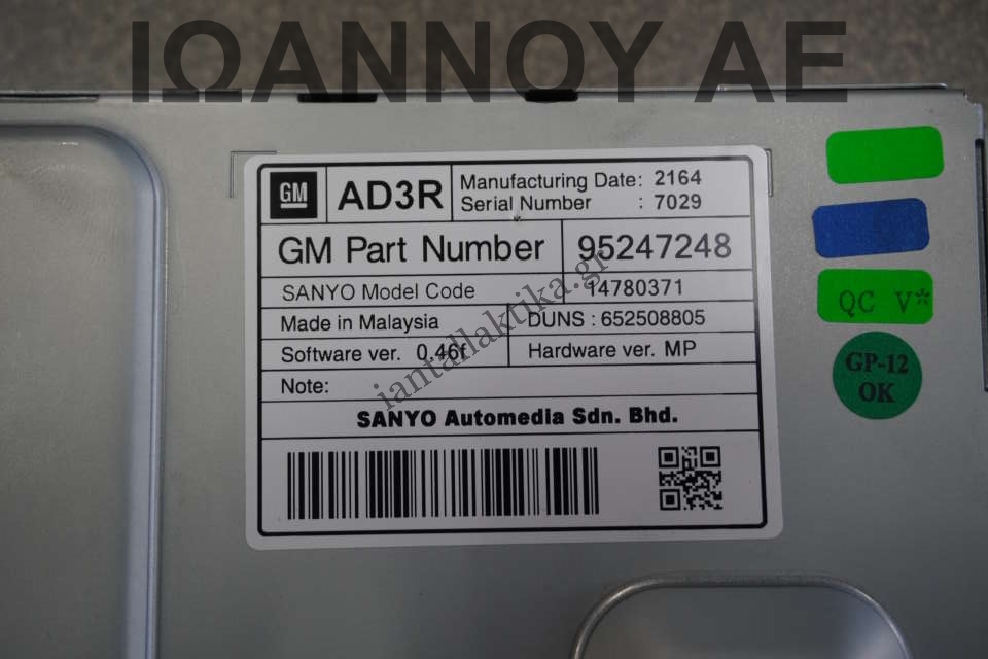 ΙΩΑΝΝΟΥ ΑΕ
GM AD3R Manufacturing Date: 2164
Serial Number : 7029
GM Part Number 95247248
SANYO Model Code 14780371
Made in Malaysia DUNS : 652508805
Software ver. 0.46f Hardware ver. MP
Note:
SANYO Automedia Sdn. Bhd.
QC V*
GP-12
OK
iantallaktika.gr